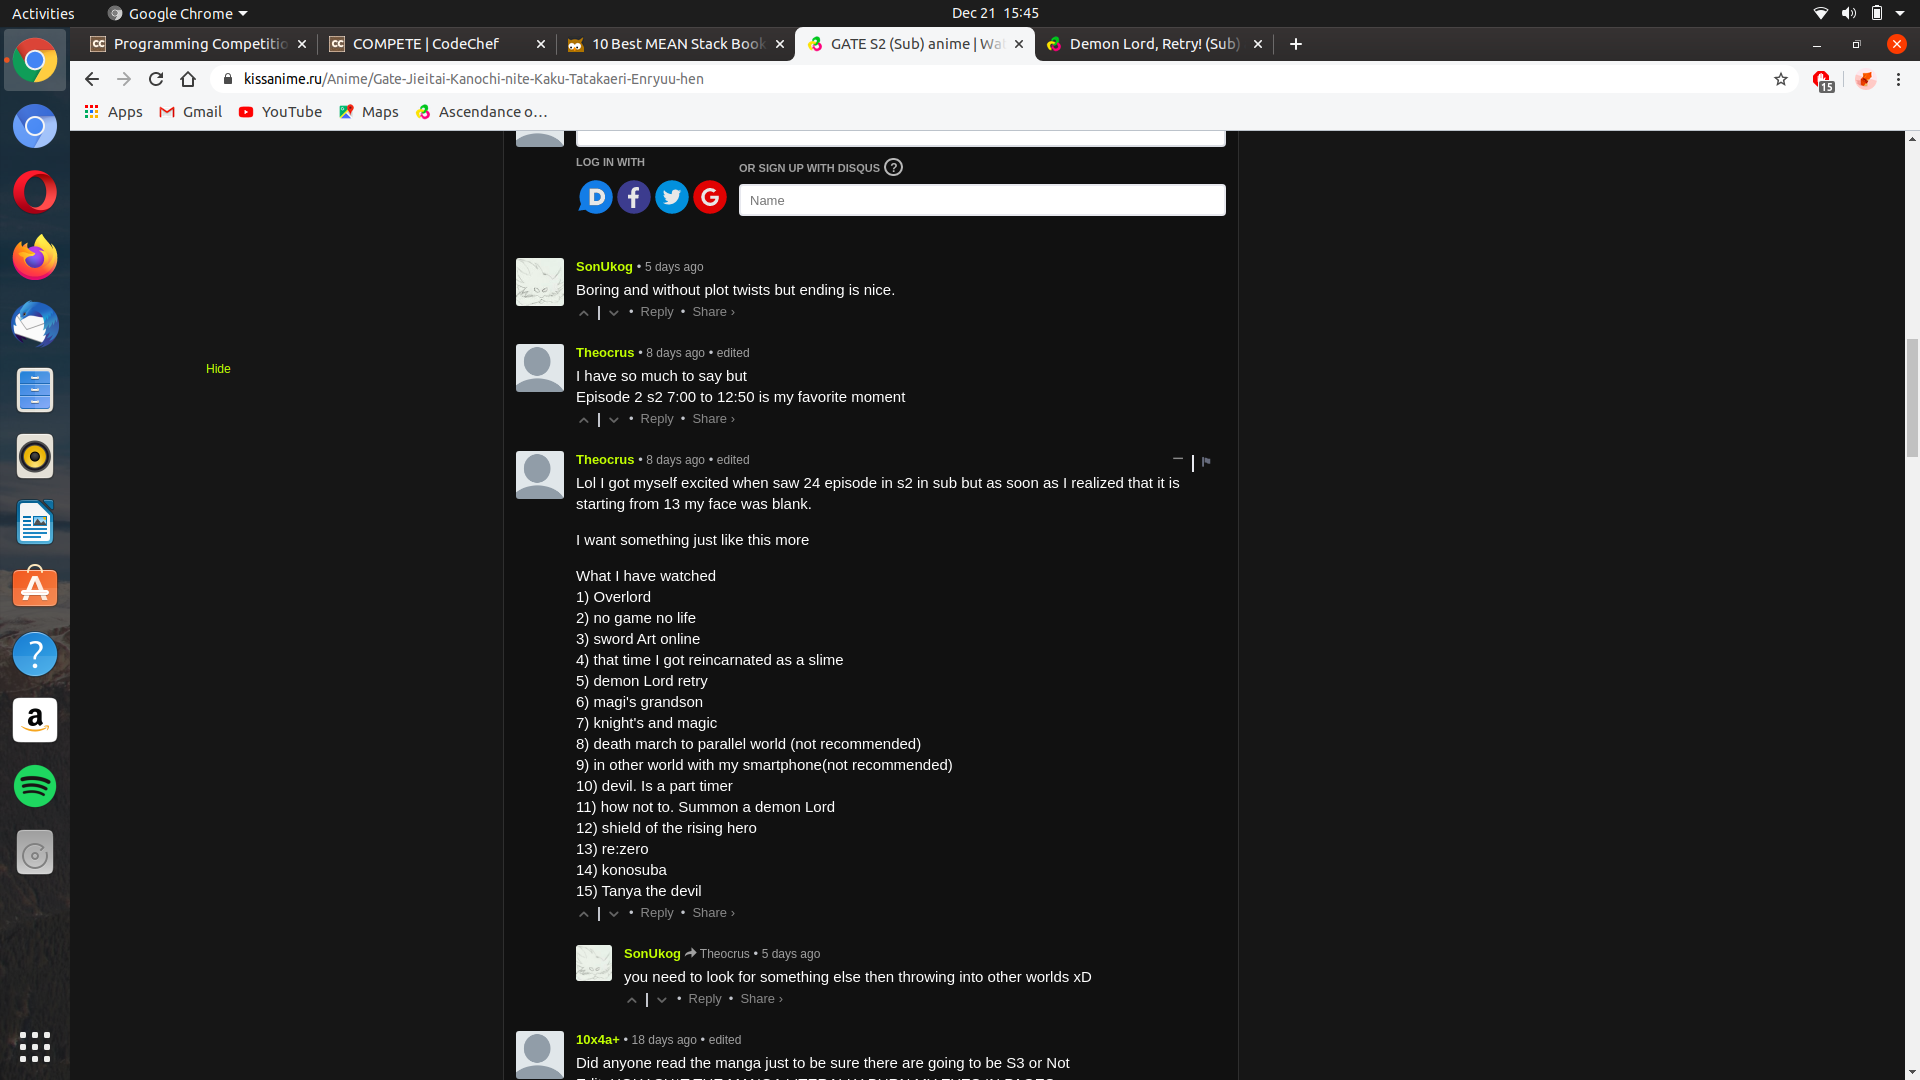 Activities
Google Chrome
Dec 21 15:45
Programming Competitio
COMPETE | CodeChef
10 Best MEAN Stack Book
GATE S2 (Sub) anime | Wa
Demon Lord, Retry! (Sub)
kissanime.ru/Anime/Gate-Jieitai-Kanochi-nite-Kaku-Tatakaeri-Enryuu-hen
15
Apps
Gmail
YouTube
Maps
Ascendance o…
LOG IN WITH
OR SIGN UP WITH DISQUS ?
Name
SonUkog • 5 days ago
Boring and without plot twists but ending is nice.
• Reply • Share ›
Hide
Theocrus • 8 days ago • edited
I have so much to say but
Episode 2 s2 7:00 to 12:50 is my favorite moment
• Reply • Share ›
Theocrus • 8 days ago • edited
Lol I got myself excited when saw 24 episode in s2 in sub but as soon as I realized that it is
starting from 13 my face was blank.
I want something just like this more
What I have watched
1) Overlord
2) no game no life
3) sword Art online
4) that time I got reincarnated as a slime
5) demon Lord retry
6) magi's grandson
7) knight's and magic
8) death march to parallel world (not recommended)
9) in other world with my smartphone(not recommended)
10) devil. Is a part timer
11) how not to. Summon a demon Lord
12) shield of the rising hero
13) re:zero
14) konosuba
15) Tanya the devil
• Reply • Share ›
SonUkog Theocrus • 5 days ago
you need to look for something else then throwing into other worlds xD
• Reply • Share ›
10x4a+ • 18 days ago • edited
Did anyone read the manga just to be sure there are going to be S3 or Not